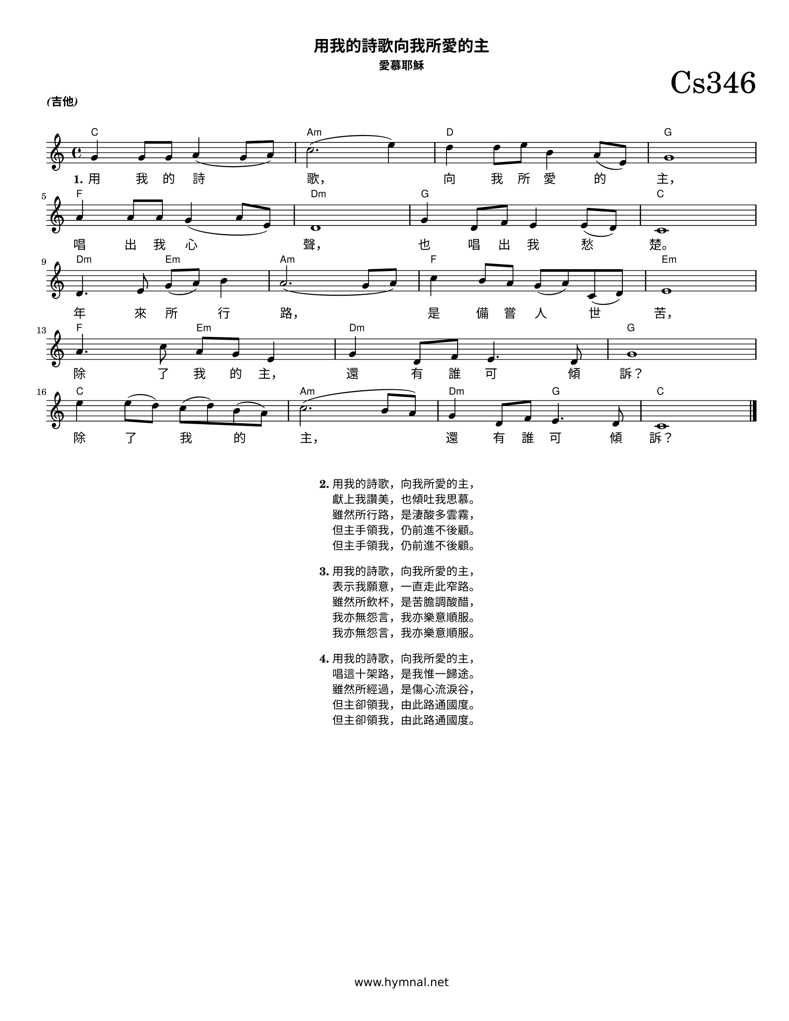 用我的詩歌向我所愛的主
愛慕耶穌
Cs346
(吉他)
C Am D G
1. 用 我 的 詩 歌, 向 我 所 愛 的 主,
5 F Dm G C
唱 出 我 心 聲, 也 唱 出 我 愁 楚。
9 Dm Em Am F Em
年 來 所 行 路, 是 備 嘗 人 世 苦,
13 F Em Dm G
除 了 我 的 主, 還 有 誰 可 傾 訴?
16 C Am Dm G C
除 了 我 的 主, 還 有 誰 可 傾 訴?
2. 用我的詩歌, 向我所愛的主,
獻上我讚美, 也傾吐我思慕。
雖然所行路, 是淒酸多雲霧,
但主手領我, 仍前進不後顧。
但主手領我, 仍前進不後顧。
3. 用我的詩歌, 向我所愛的主,
表示我願意, 一直走此窄路。
雖然所飲杯, 是苦膽調酸醋,
我亦無怨言, 我亦樂意順服。
我亦無怨言, 我亦樂意順服。
4. 用我的詩歌, 向我所愛的主,
唱這十架路, 是我惟一歸途。
雖然所經過, 是傷心流淚谷,
但主卻領我, 由此路通國度。
但主卻領我, 由此路通國度。
www.hymnal.net